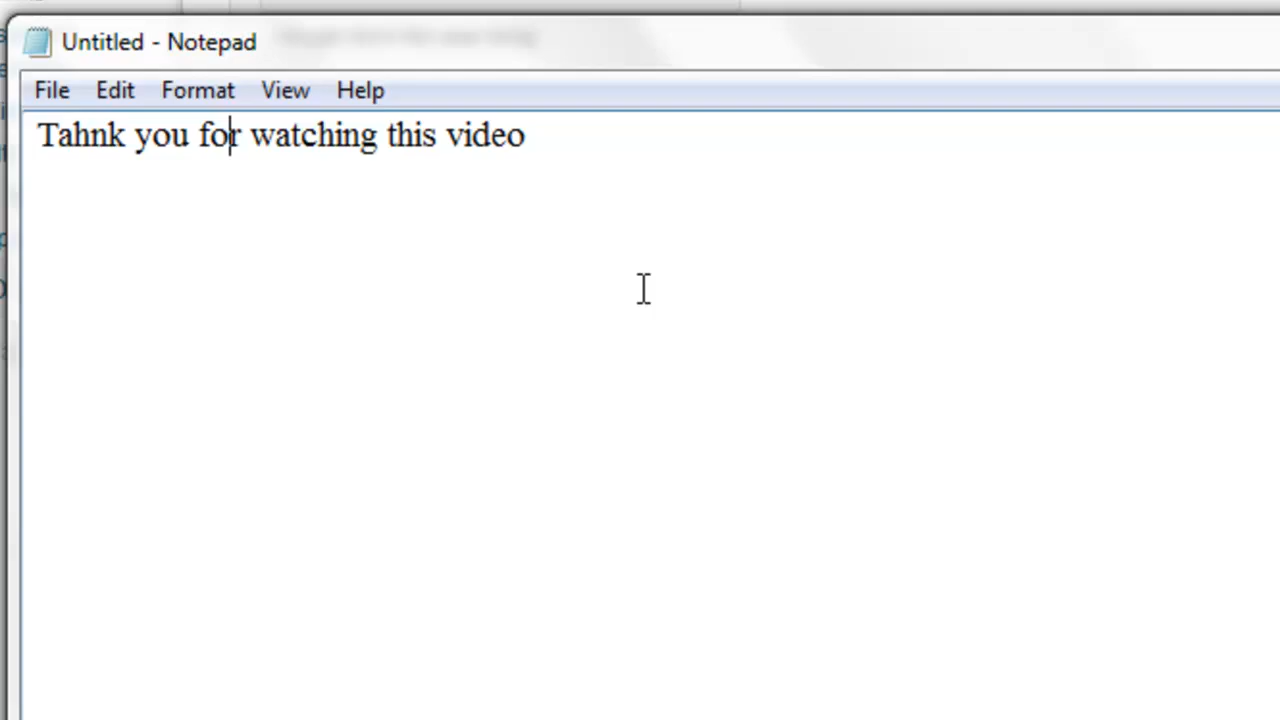 Untitled - Notepad
File Edit Format View Help
Tahnk you for watching this video